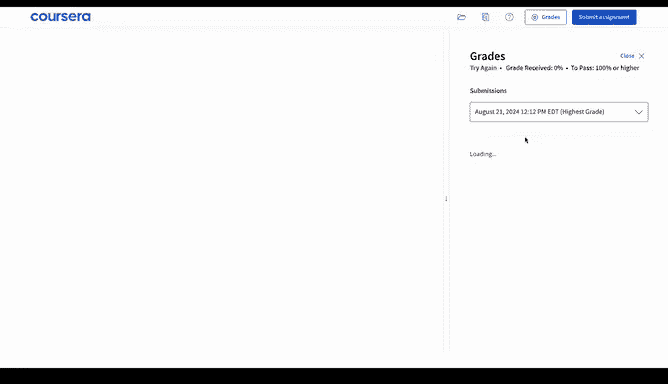 coursera
Grades
Submit assignment
Grades
Close
Try Again • Grade Received: 0% • To Pass: 100% or higher
Submissions
August 21, 2024 12:12 PM EDT (Highest Grade)
Loading...